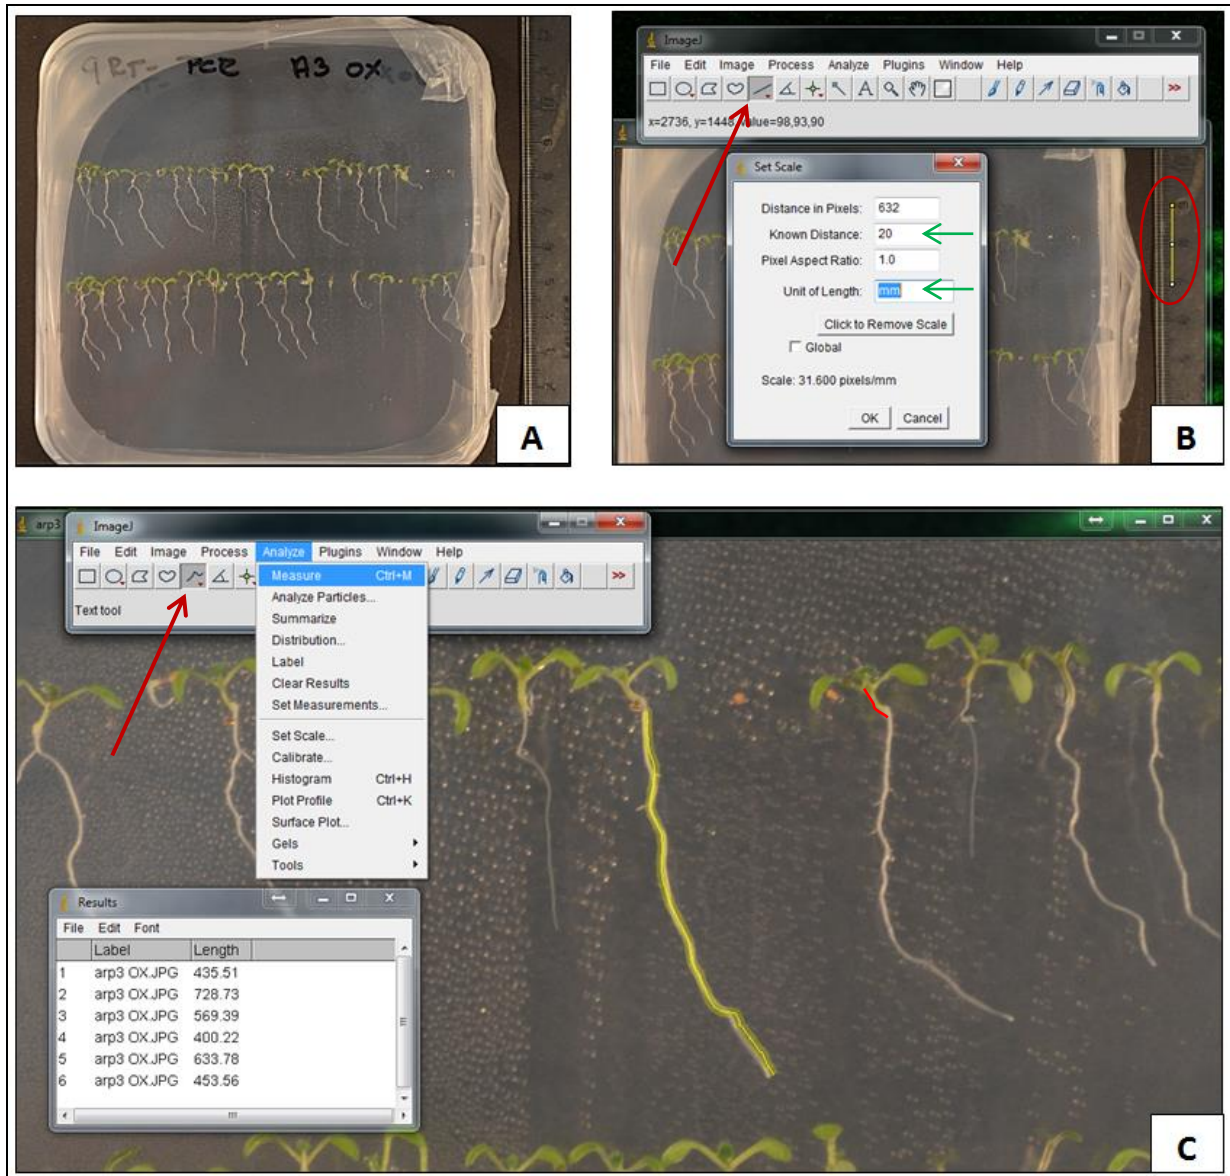 qRT- PCR A3 OX
A
ImageJ
File Edit Image Process Analyze Plugins Window Help
x=2736, y=1448, value=98,93,90
Set Scale
Distance in Pixels: 632
Known Distance: 20
Pixel Aspect Ratio: 1.0
Unit of Length: mm
Click to Remove Scale
Global
Scale: 31.600 pixels/mm
OK Cancel
B
arp3
ImageJ
File Edit Image Process Analyze Plugins Window Help
Text tool
Measure Ctrl+M
Analyze Particles...
Summarize
Distribution...
Label
Clear Results
Set Measurements...
Set Scale...
Calibrate...
Histogram Ctrl+H
Plot Profile Ctrl+K
Surface Plot...
Gels
Tools
Results
File Edit Font
Label Length
1 arp3 OX.JPG 435.51
2 arp3 OX.JPG 728.73
3 arp3 OX.JPG 569.39
4 arp3 OX.JPG 400.22
5 arp3 OX.JPG 633.78
6 arp3 OX.JPG 453.56
C